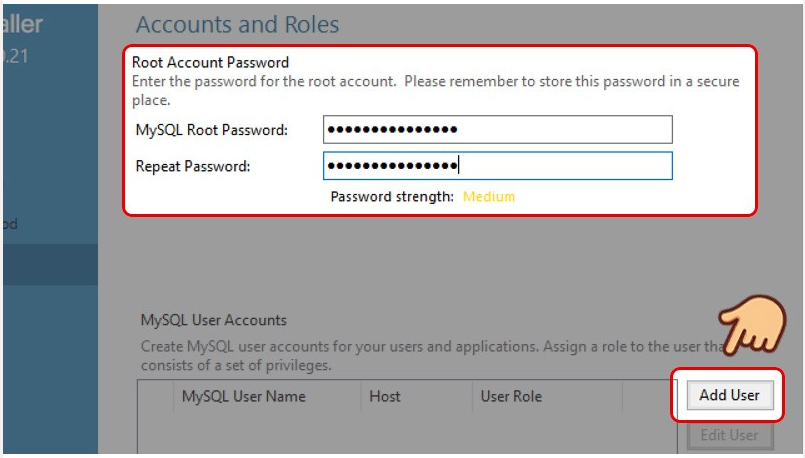 aller
Accounts and Roles
0.21
Root Account Password
Enter the password for the root account. Please remember to store this password in a secure
place.
MySQL Root Password:
Repeat Password:
Password strength: Medium
od
MySQL User Accounts
Create MySQL user accounts for your users and applications. Assign a role to the user tha
consists of a set of privileges.
MySQL User Name Host User Role
Add User
Edit User